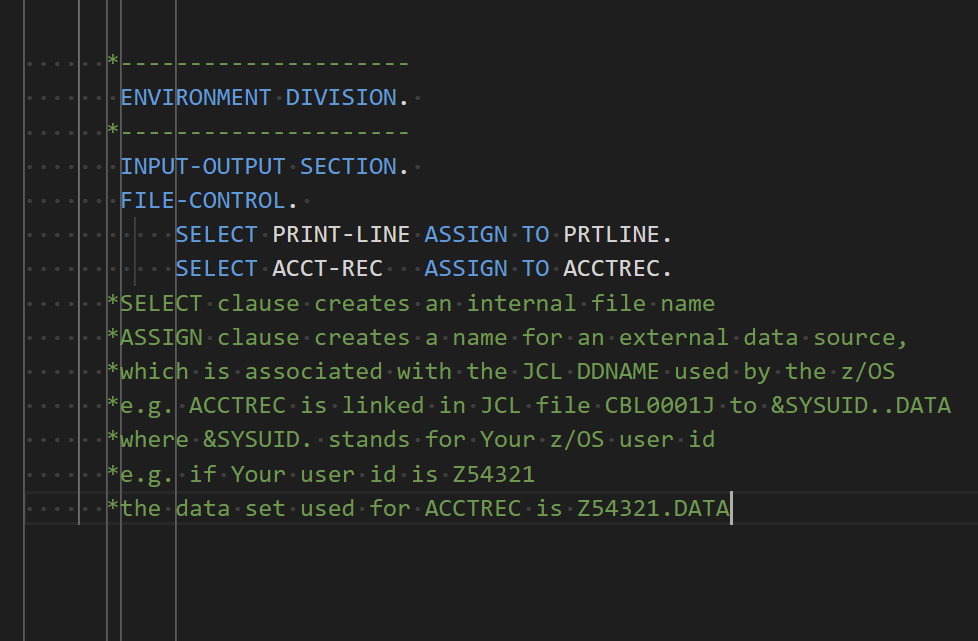 *---------------------
ENVIRONMENT DIVISION.
*---------------------
INPUT-OUTPUT SECTION.
FILE-CONTROL.
SELECT PRINT-LINE ASSIGN TO PRTLINE.
SELECT ACCT-REC   ASSIGN TO ACCTREC.
*SELECT clause creates an internal file name
*ASSIGN clause creates a name for an external data source,
*which is associated with the JCL DDNAME used by the z/OS
*e.g. ACCTREC is linked in JCL file CBL0001J to &SYSUID..DATA
*where &SYSUID. stands for Your z/OS user id
*e.g. if Your user id is Z54321
*the data set used for ACCTREC is Z54321.DATA